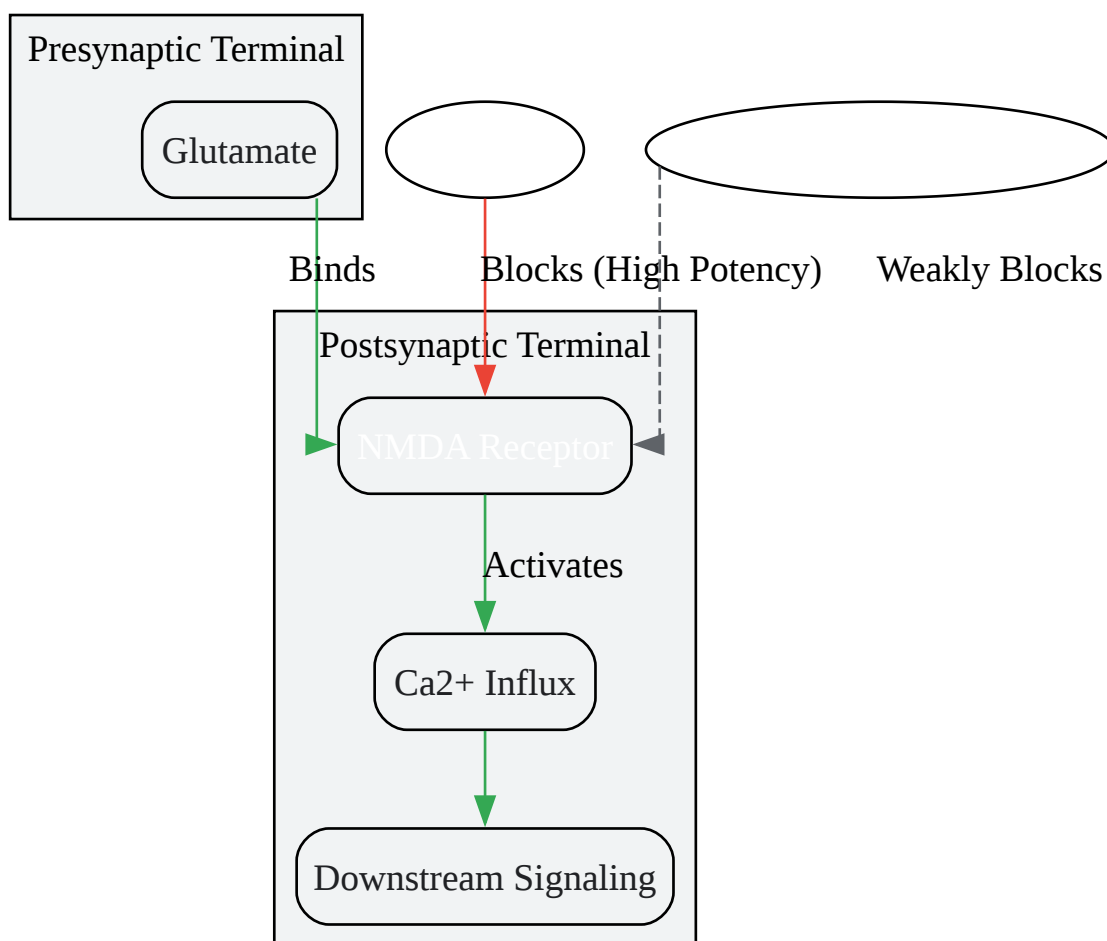 Presynaptic Terminal
Glutamate
Binds
Blocks (High Potency)
Weakly Blocks
Postsynaptic Terminal
NMDA Receptor
Activates
Ca2+ Influx
Downstream Signaling